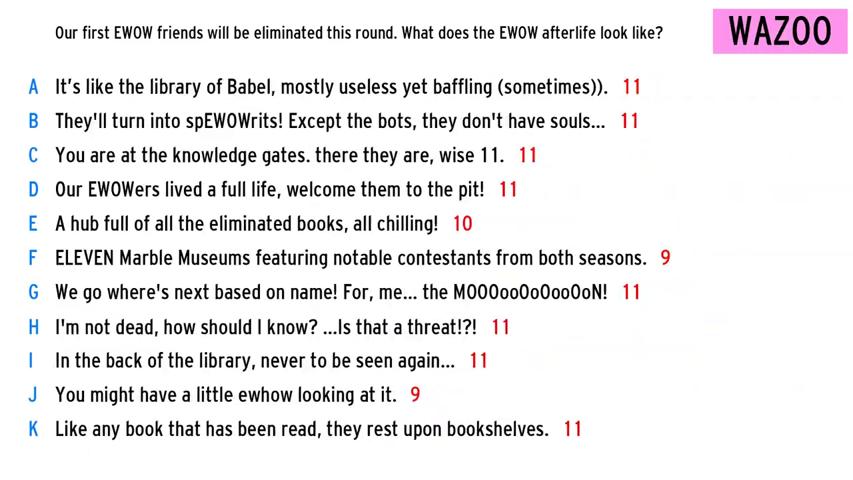 Our first EWOW friends will be eliminated this round. What does the EWOW afterlife look like?
WAZOO
A It's like the library of Babel, mostly useless yet baffling (sometimes)). 11
B They'll turn into spEWOWrits! Except the bots, they don't have souls... 11
C You are at the knowledge gates. there they are, wise 11. 11
D Our EWOWers lived a full life, welcome them to the pit! 11
E A hub full of all the eliminated books, all chilling! 10
F ELEVEN Marble Museums featuring notable contestants from both seasons. 9
G We go where's next based on name! For, me... the MOOOooOoOooOoN! 11
H I'm not dead, how should I know? ...Is that a threat!?! 11
I In the back of the library, never to be seen again... 11
J You might have a little ewhow looking at it. 9
K Like any book that has been read, they rest upon bookshelves. 11